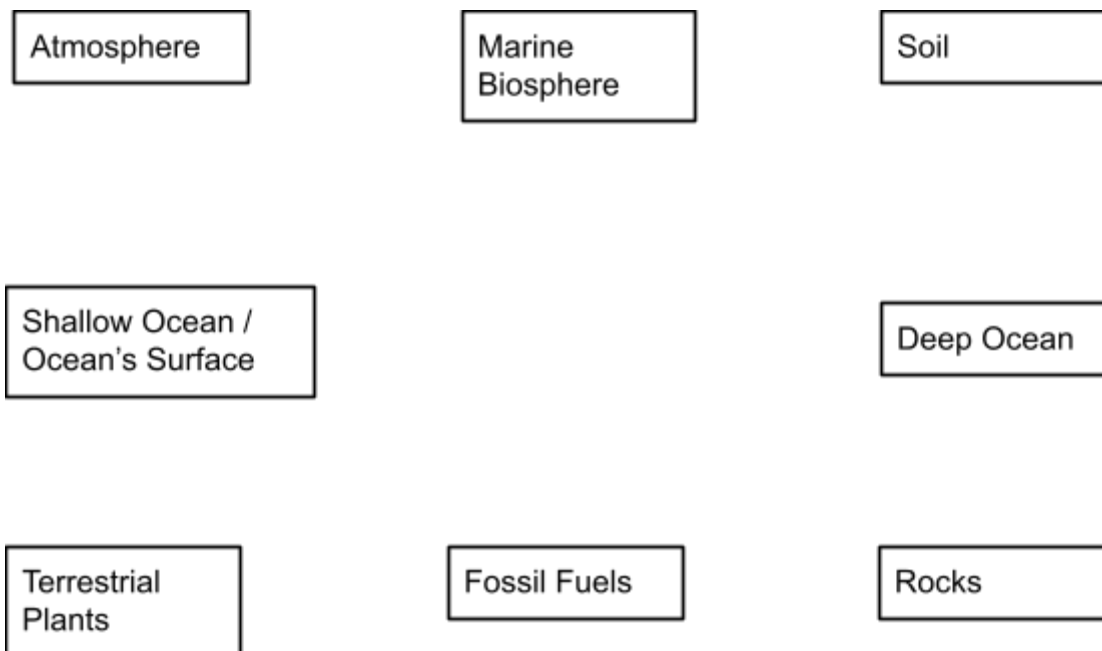 Atmosphere
Marine
Biosphere
Soil
Shallow Ocean /
Ocean’s Surface
Deep Ocean
Terrestrial
Plants
Fossil Fuels
Rocks